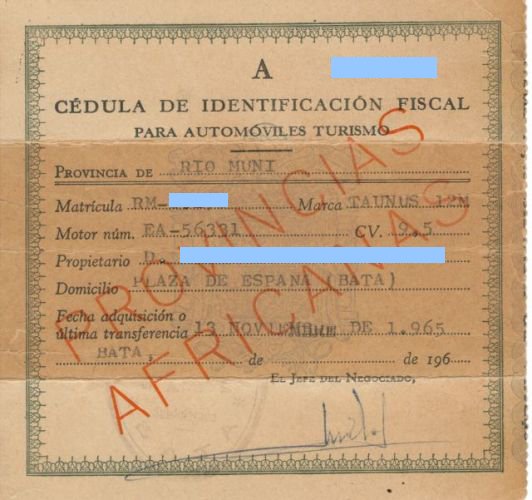 A
CÉDULA DE IDENTIFICACIÓN FISCAL
PARA AUTOMÓVILES TURISMO
PROVINCIA DE RIO MUNI
Matrícula RM- Marca TAUNUS 12M
Motor núm. EA-56331 CV. 9.5
Propietario D.
Domicilio PLAZA DE ESPAÑA (BATA)
Fecha adquisición o
última transferencia 13 NOVIEMBRE DE 1.965
BATA, de de 196
EL JEFE DEL NEGOCIADO,
PROVINCIAS
AFRICANAS